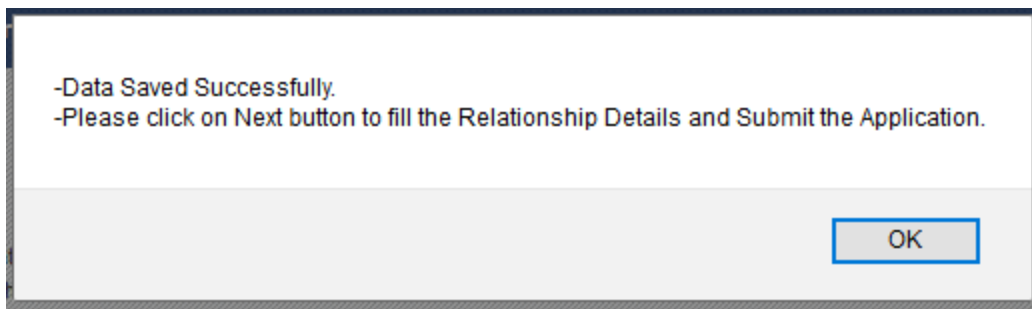 -Data Saved Successfully.
-Please click on Next button to fill the Relationship Details and Submit the Application.
OK